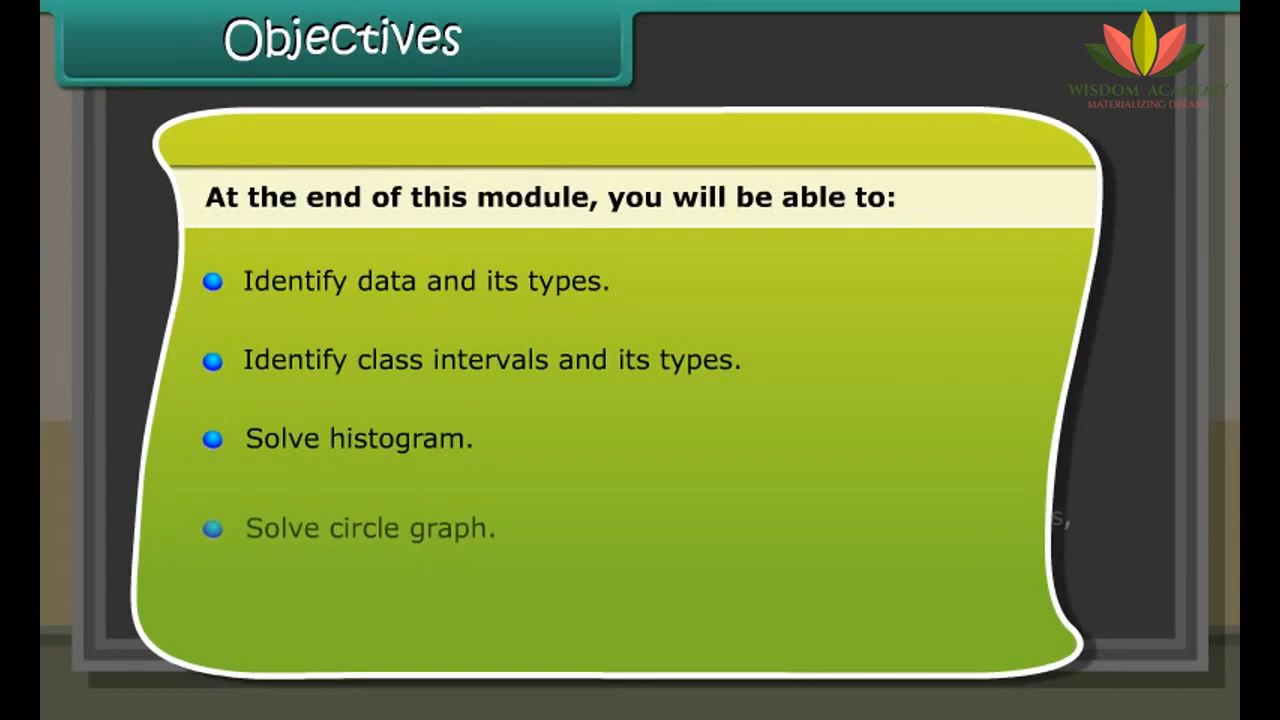 Objectives
WISDOM ACADEMY
MATERIALIZING DREAMS
At the end of this module, you will be able to:
Identify data and its types.
Identify class intervals and its types.
Solve histogram.
Solve circle graph.
s,